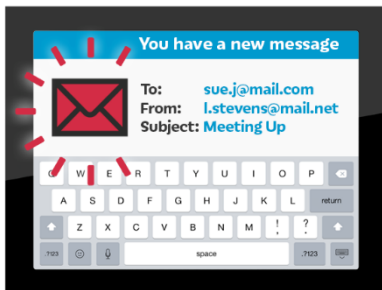 You have a new message
To: sue.j@mail.com
From: l.stevens@mail.net
Subject: Meeting Up
Q W E R T Y U I O P
A S D F G H J K L return
Z X C V B N M ! , ? .
.?123 space .?123